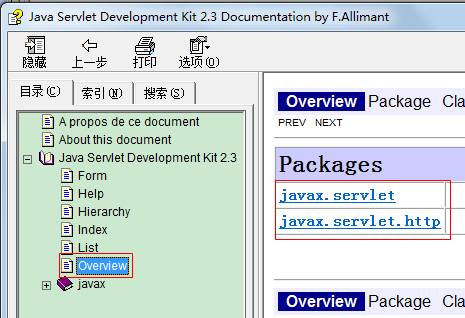 Java Servlet Development Kit 2.3 Documentation by F.Allimant
隐藏 上一步 打印 选项(O)
目录(C) 索引(N) 搜索(S)
A propos de ce document
About this document
Java Servlet Development Kit 2.3
Form
Help
Hierarchy
Index
List
Overview
javax
Overview Package Cla
PREV NEXT
Packages
javax.servlet
javax.servlet.http
Overview Package Cla